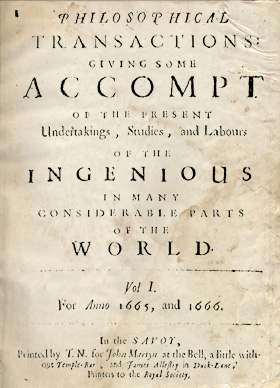 PHILOSOPHICAL
TRANSACTIONS:
GIVING SOME
ACCOMPT
OF THE PRESENT
Undertakings, Studies, and Labours
OF THE
INGENIOUS
IN MANY
CONSIDERABLE PARTS
OF THE
WORLD.
Vol I.
For Anno 1665, and 1666.
In the SAVOY,
Printed by T. N. for John Martyn at the Bell, a little with-
out Temple-Bar, and James Allestry in Duck-Lane,
Printers to the Royal Society.